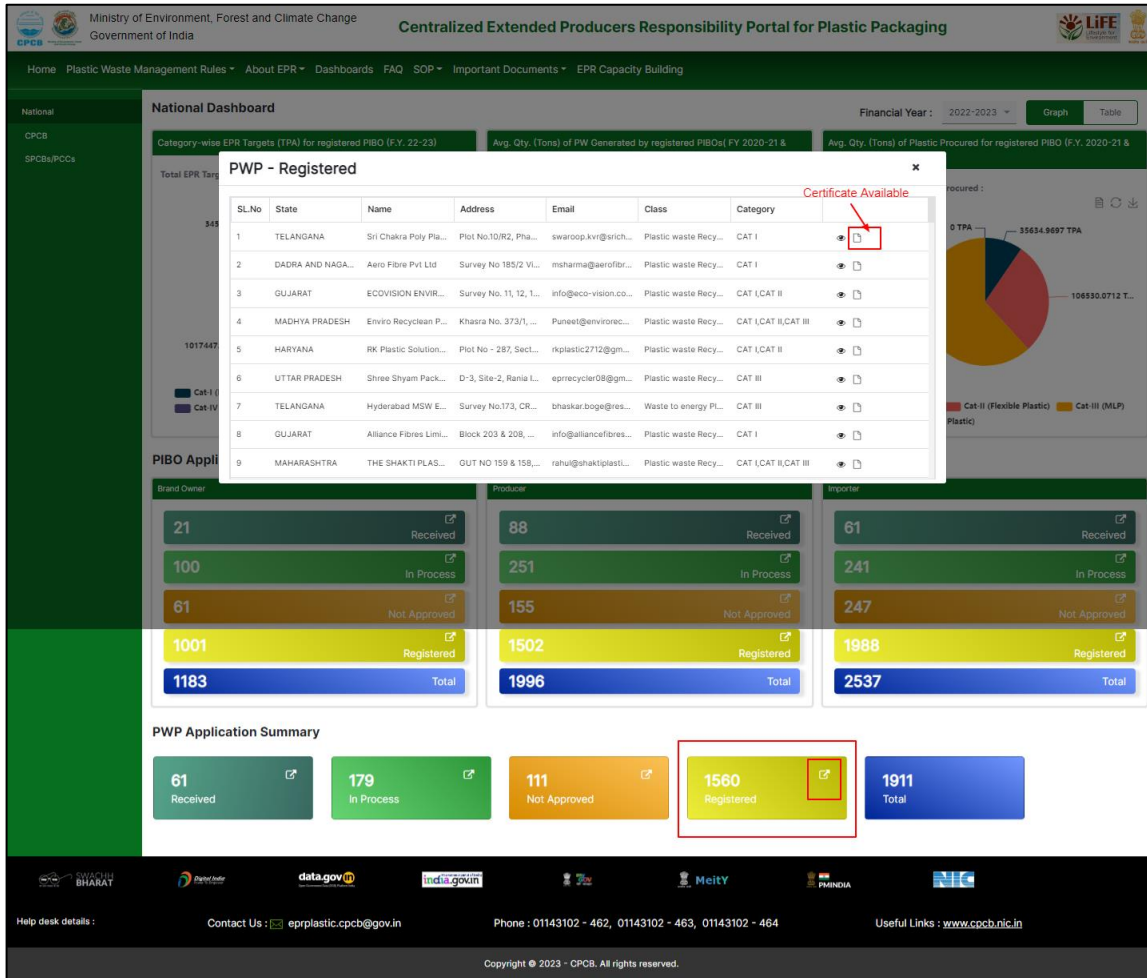 Ministry of Environment, Forest and Climate Change
Government of India
Centralized Extended Producers Responsibility Portal for Plastic Packaging
CPCB
LiFE
Home Plastic Waste Management Rules About EPR Dashboards FAQ SOP Important Documents EPR Capacity Building
National
CPCB
SPCBs/PCCs
National Dashboard
Financial Year : 2022-2023 Graph Table
Category-wise EPR Targets (TPA) for registered PIBO (F.Y. 22-23)
Avg. Qty. (Tons) of PW Generated by registered PIBOs( FY 2020-21 &
Avg. Qty. (Tons) of Plastic Procured for registered PIBO (F.Y. 2020-21 &
Total EPR Targ
345
1017447
Cat-I (
Cat-IV
rocured :
0 TPA
35634.9697 TPA
106530.0712 T...
Cat-II (Flexible Plastic) Cat-III (MLP)
Plastic)
PWP - Registered ×
Certificate Available
SL.No State Name Address Email Class Category
1 TELANGANA Sri Chakra Poly Pla... Plot No.10/R2, Pha... swaroop.kvr@srich... Plastic waste Recy... CAT I
2 DADRA AND NAGA... Aero Fibre Pvt Ltd Survey No 185/2 Vi... msharma@aerofibr... Plastic waste Recy... CAT I
3 GUJARAT ECOVISION ENVIR... Survey No. 11, 12, 1... info@eco-vision.co... Plastic waste Recy... CAT I,CAT II
4 MADHYA PRADESH Enviro Recyclean P... Khasra No. 373/1, ... Puneet@envirorec... Plastic waste Recy... CAT I,CAT II,CAT III
5 HARYANA RK Plastic Solution... Plot No - 287, Sect... rkplastic2712@gm... Plastic waste Recy... CAT I,CAT II
6 UTTAR PRADESH Shree Shyam Pack... D-3, Site-2, Rania I... eprrecycler08@gm... Plastic waste Recy... CAT III
7 TELANGANA Hyderabad MSW E... Survey No.173, CR... bhaskar.boge@res... Waste to energy Pl... CAT III
8 GUJARAT Alliance Fibres Limi... Block 203 & 208, ... info@alliancefibres... Plastic waste Recy... CAT I
9 MAHARASHTRA THE SHAKTI PLAS... GUT NO 159 & 158,... rahul@shaktiplasti... Plastic waste Recy... CAT I,CAT II,CAT III
PIBO Appli
Brand Owner
21 Received
100 In Process
61 Not Approved
1001 Registered
1183 Total
Producer
88 Received
251 In Process
155 Not Approved
1502 Registered
1996 Total
Importer
61 Received
241 In Process
247 Not Approved
1988 Registered
2537 Total
PWP Application Summary
61
Received
179
In Process
111
Not Approved
1560
Registered
1911
Total
SWACHH
BHARAT
Digital India
data.gov in
india.gov.in
MeitY
PMINDIA
NIC
Help desk details :
Contact Us : eprplastic.cpcb@gov.in
Phone : 01143102 - 462, 01143102 - 463, 01143102 - 464
Useful Links : www.cpcb.nic.in
Copyright © 2023 - CPCB. All rights reserved.